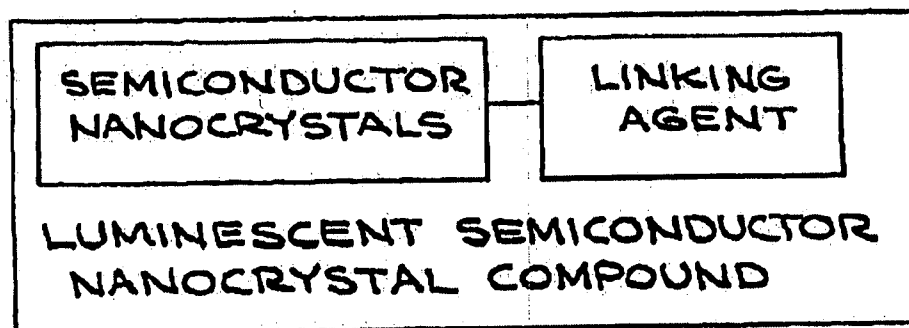 SEMICONDUCTOR
NANOCRYSTALS
LINKING
AGENT
LUMINESCENT SEMICONDUCTOR
NANOCRYSTAL COMPOUND